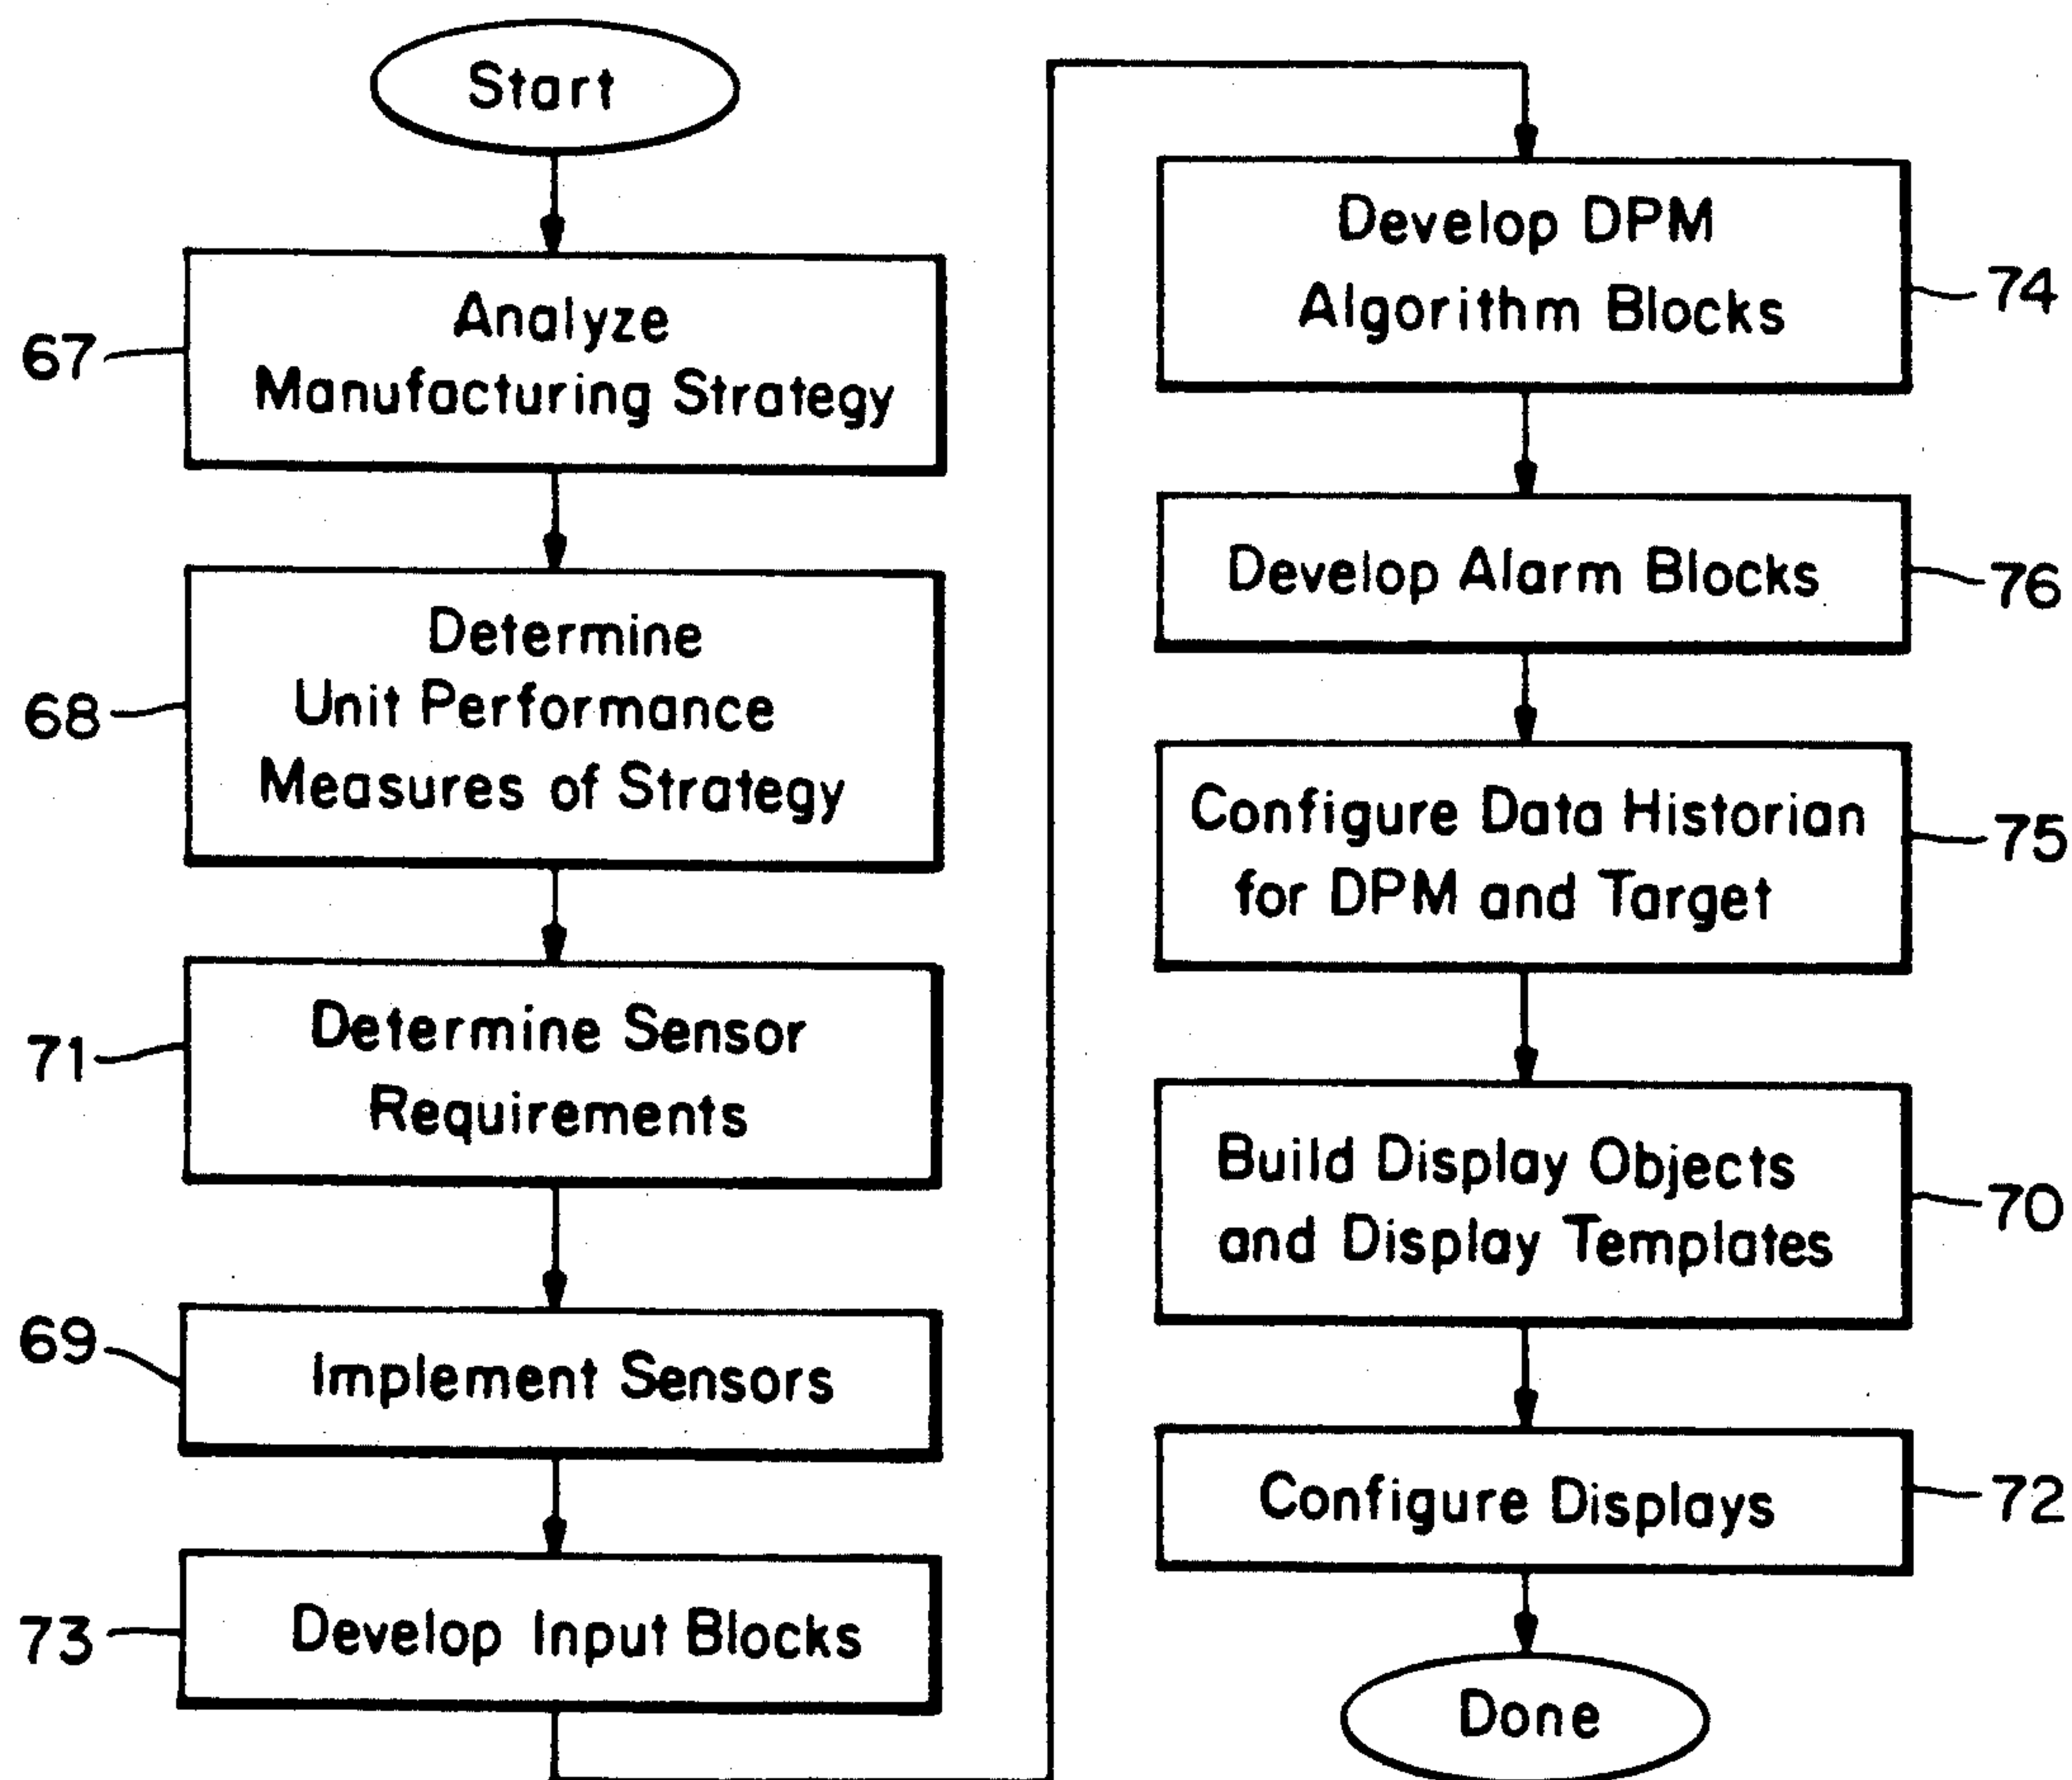 Start
67
Analyze
Manufacturing Strategy
68
Determine
Unit Performance
Measures of Strategy
71
Determine Sensor
Requirements
69
Implement Sensors
73
Develop Input Blocks
Develop DPM
Algorithm Blocks
74
Develop Alarm Blocks
76
Configure Data Historian
for DPM and Target
75
Build Display Objects
and Display Templates
70
Configure Displays
72
Done